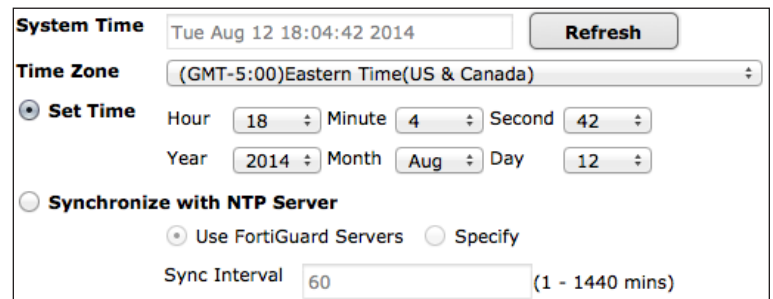 System Time Tue Aug 12 18:04:42 2014 Refresh
Time Zone (GMT-5:00)Eastern Time(US & Canada)
Set Time Hour 18 Minute 4 Second 42
Year 2014 Month Aug Day 12
Synchronize with NTP Server
Use FortiGuard Servers Specify
Sync Interval 60 (1 - 1440 mins)